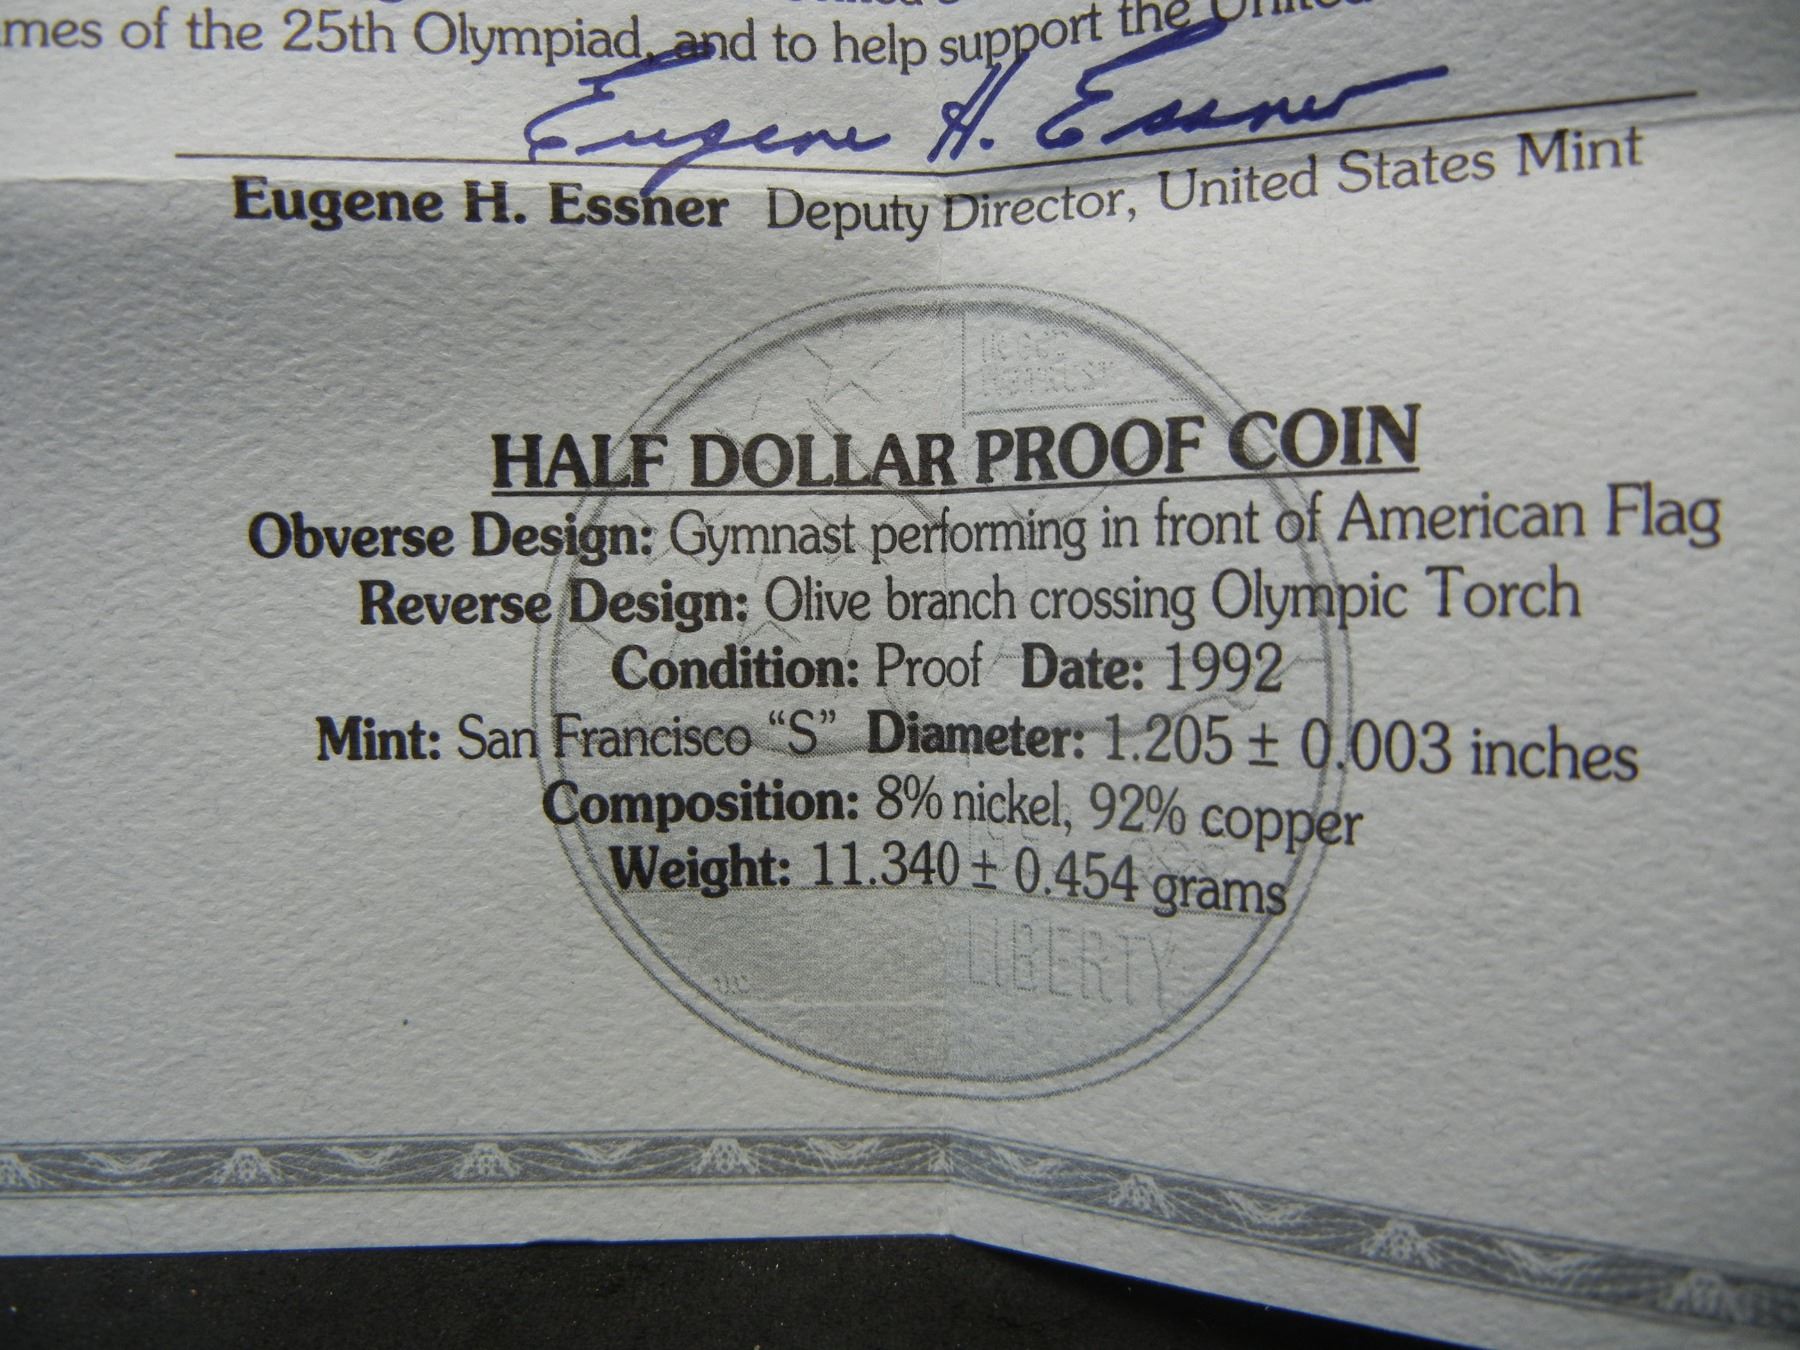 mes of the 25th Olympiad, and to help support the United
Eugene H. Essner
Eugene H. Essner Deputy Director, United States Mint
HALF DOLLAR PROOF COIN
Obverse Design: Gymnast performing in front of American Flag
Reverse Design: Olive branch crossing Olympic Torch
Condition: Proof Date: 1992
Mint: San Francisco “S” Diameter: 1.205 ± 0.003 inches
Composition: 8% nickel, 92% copper
Weight: 11.340 ± 0.454 grams
LIBERTY